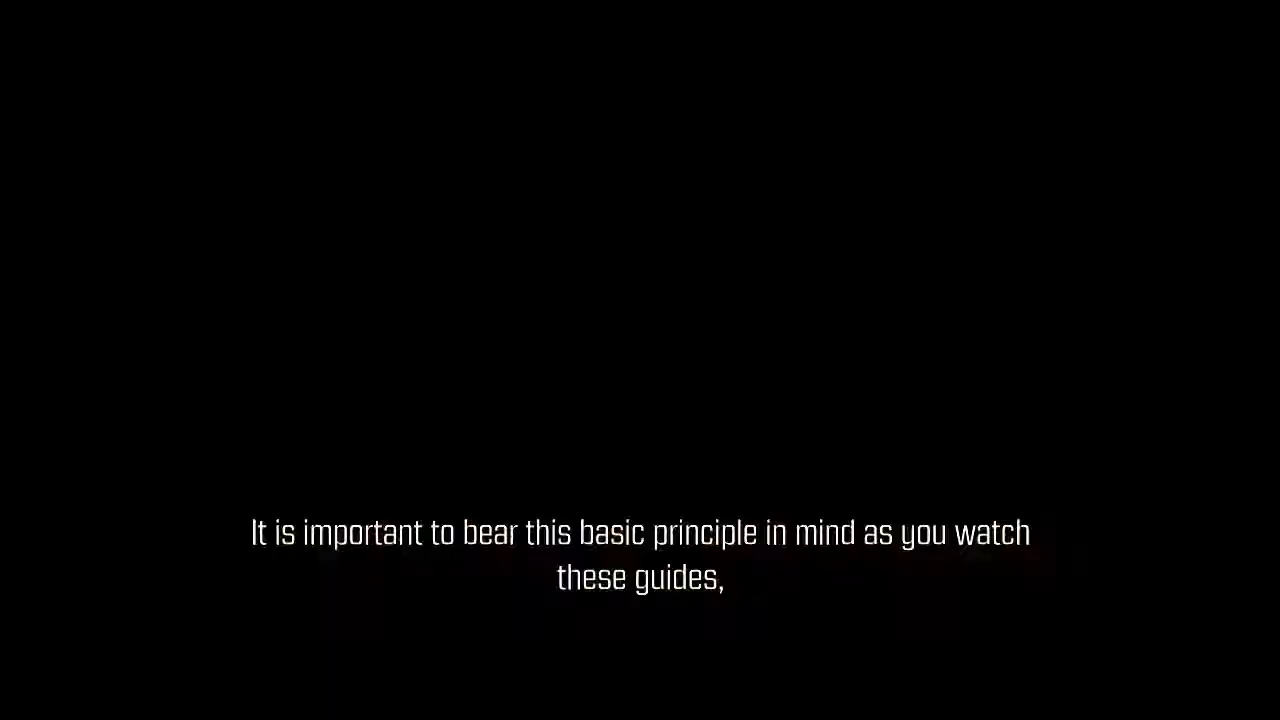 It is important to bear this basic principle in mind as you watch
these guides,